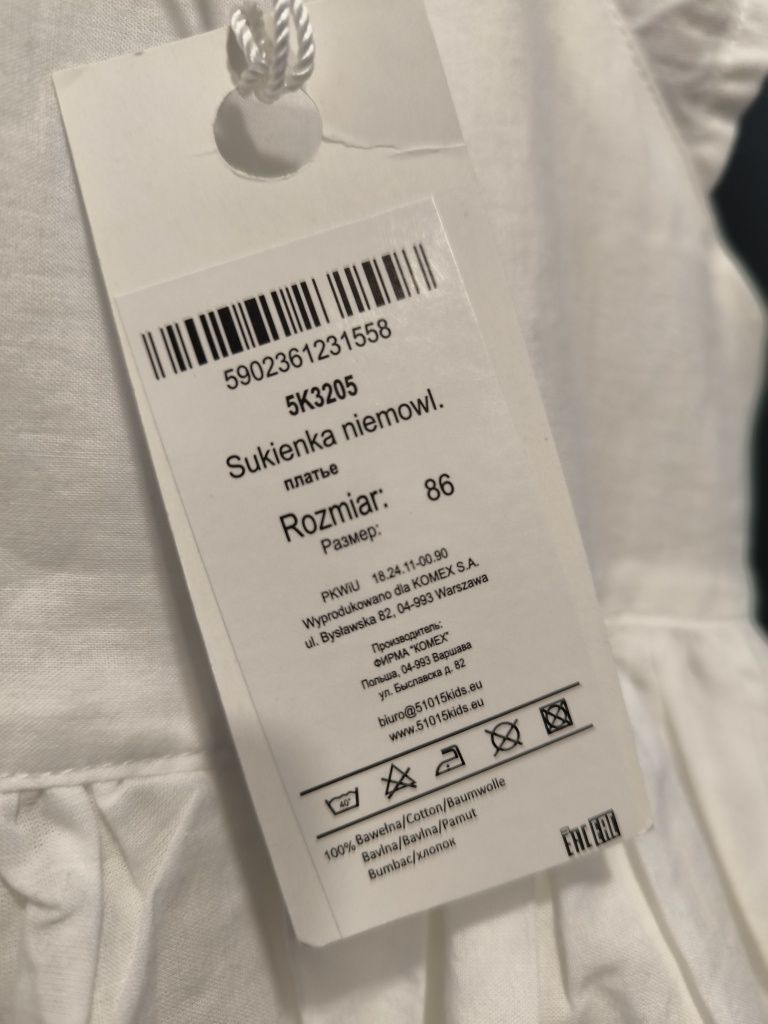 5902361231558
5K3205
Sukienka niemowl.
платье
Rozmiar: 86
Размер:
PKWiU 18.24.11-00.90
Wyprodukowano dla KOMEX S.A.
ul. Bysławska 82, 04-993 Warszawa
Производитель:
ФИРМА "КОМЕХ"
Польша, 04-993 Варшава
ул. Быславска д. 82
biuro@51015kids.eu
www.51015kids.eu
40°
100% Bawełna/Cotton/Baumwolle
Bavlna/Bavlna/Pamut
Bumbac/хлопок
EAC EAC